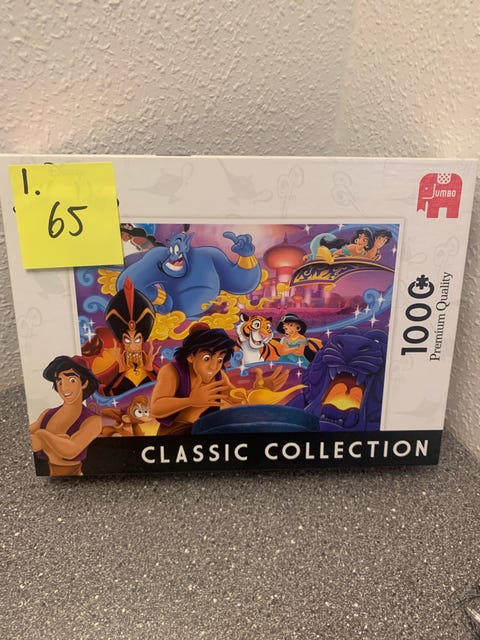 1.
65
JUMBO
1000
Premium Quality
CLASSIC COLLECTION